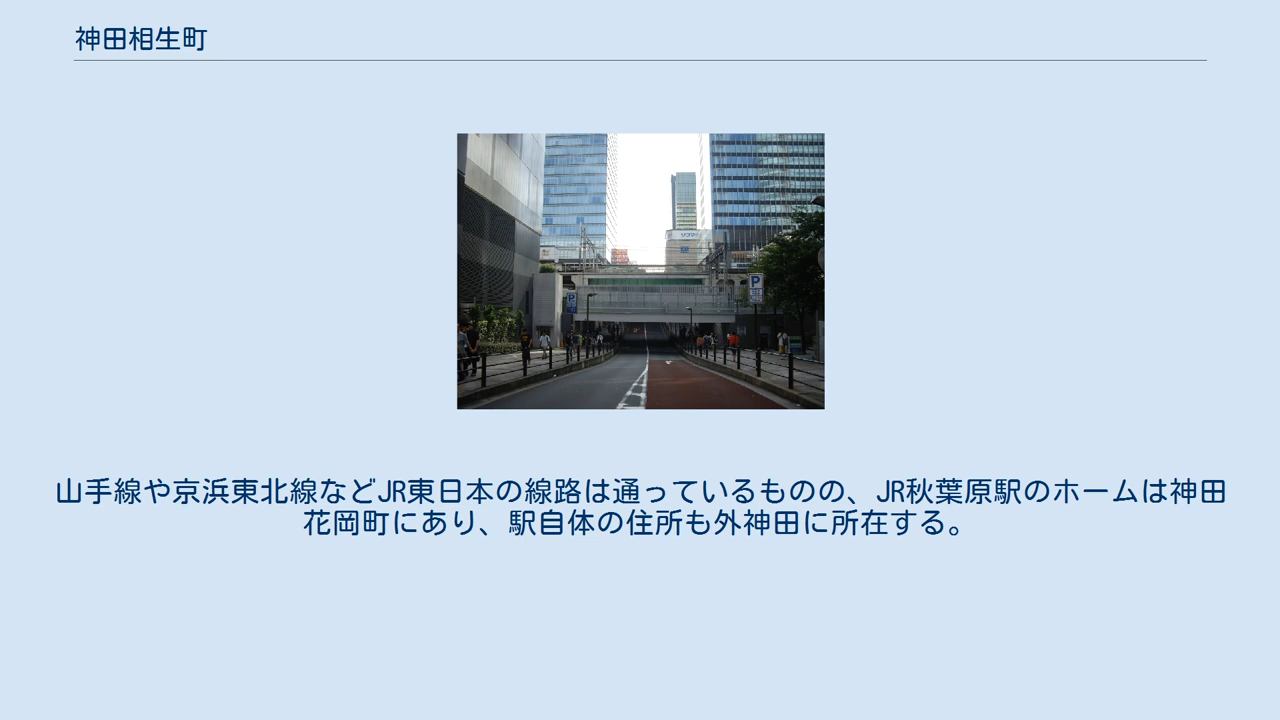 神田相生町
P
P
山手線や京浜東北線などJR東日本の線路は通っているものの、JR秋葉原駅のホームは神田
花岡町にあり、駅自体の住所も外神田に所在する。